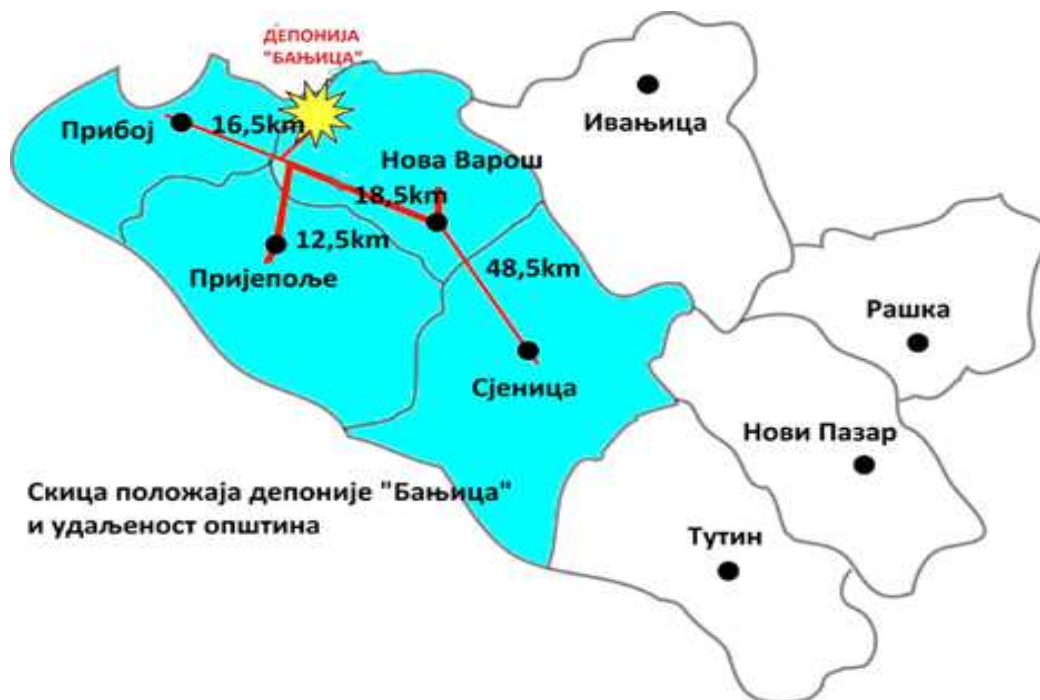 ДЕПОНИЈА
"БАЊИЦА"
Прибој
16,5km
Ивањица
Нова Варош
18,5km
12,5km
Пријепоље
48,5km
Рашка
Сјеница
Нови Пазар
Скица положаја депоније "Бањица"
и удаљеност општина
Тутин